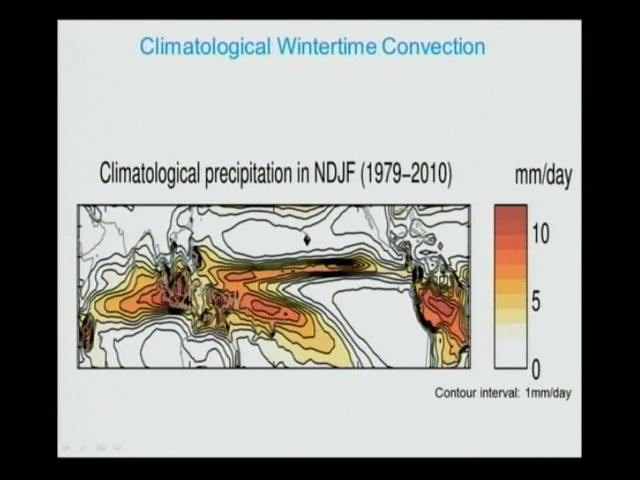 Climatological Wintertime Convection
Climatological precipitation in NDJF (1979-2010)
mm/day
10
5
0
Contour interval: 1mm/day